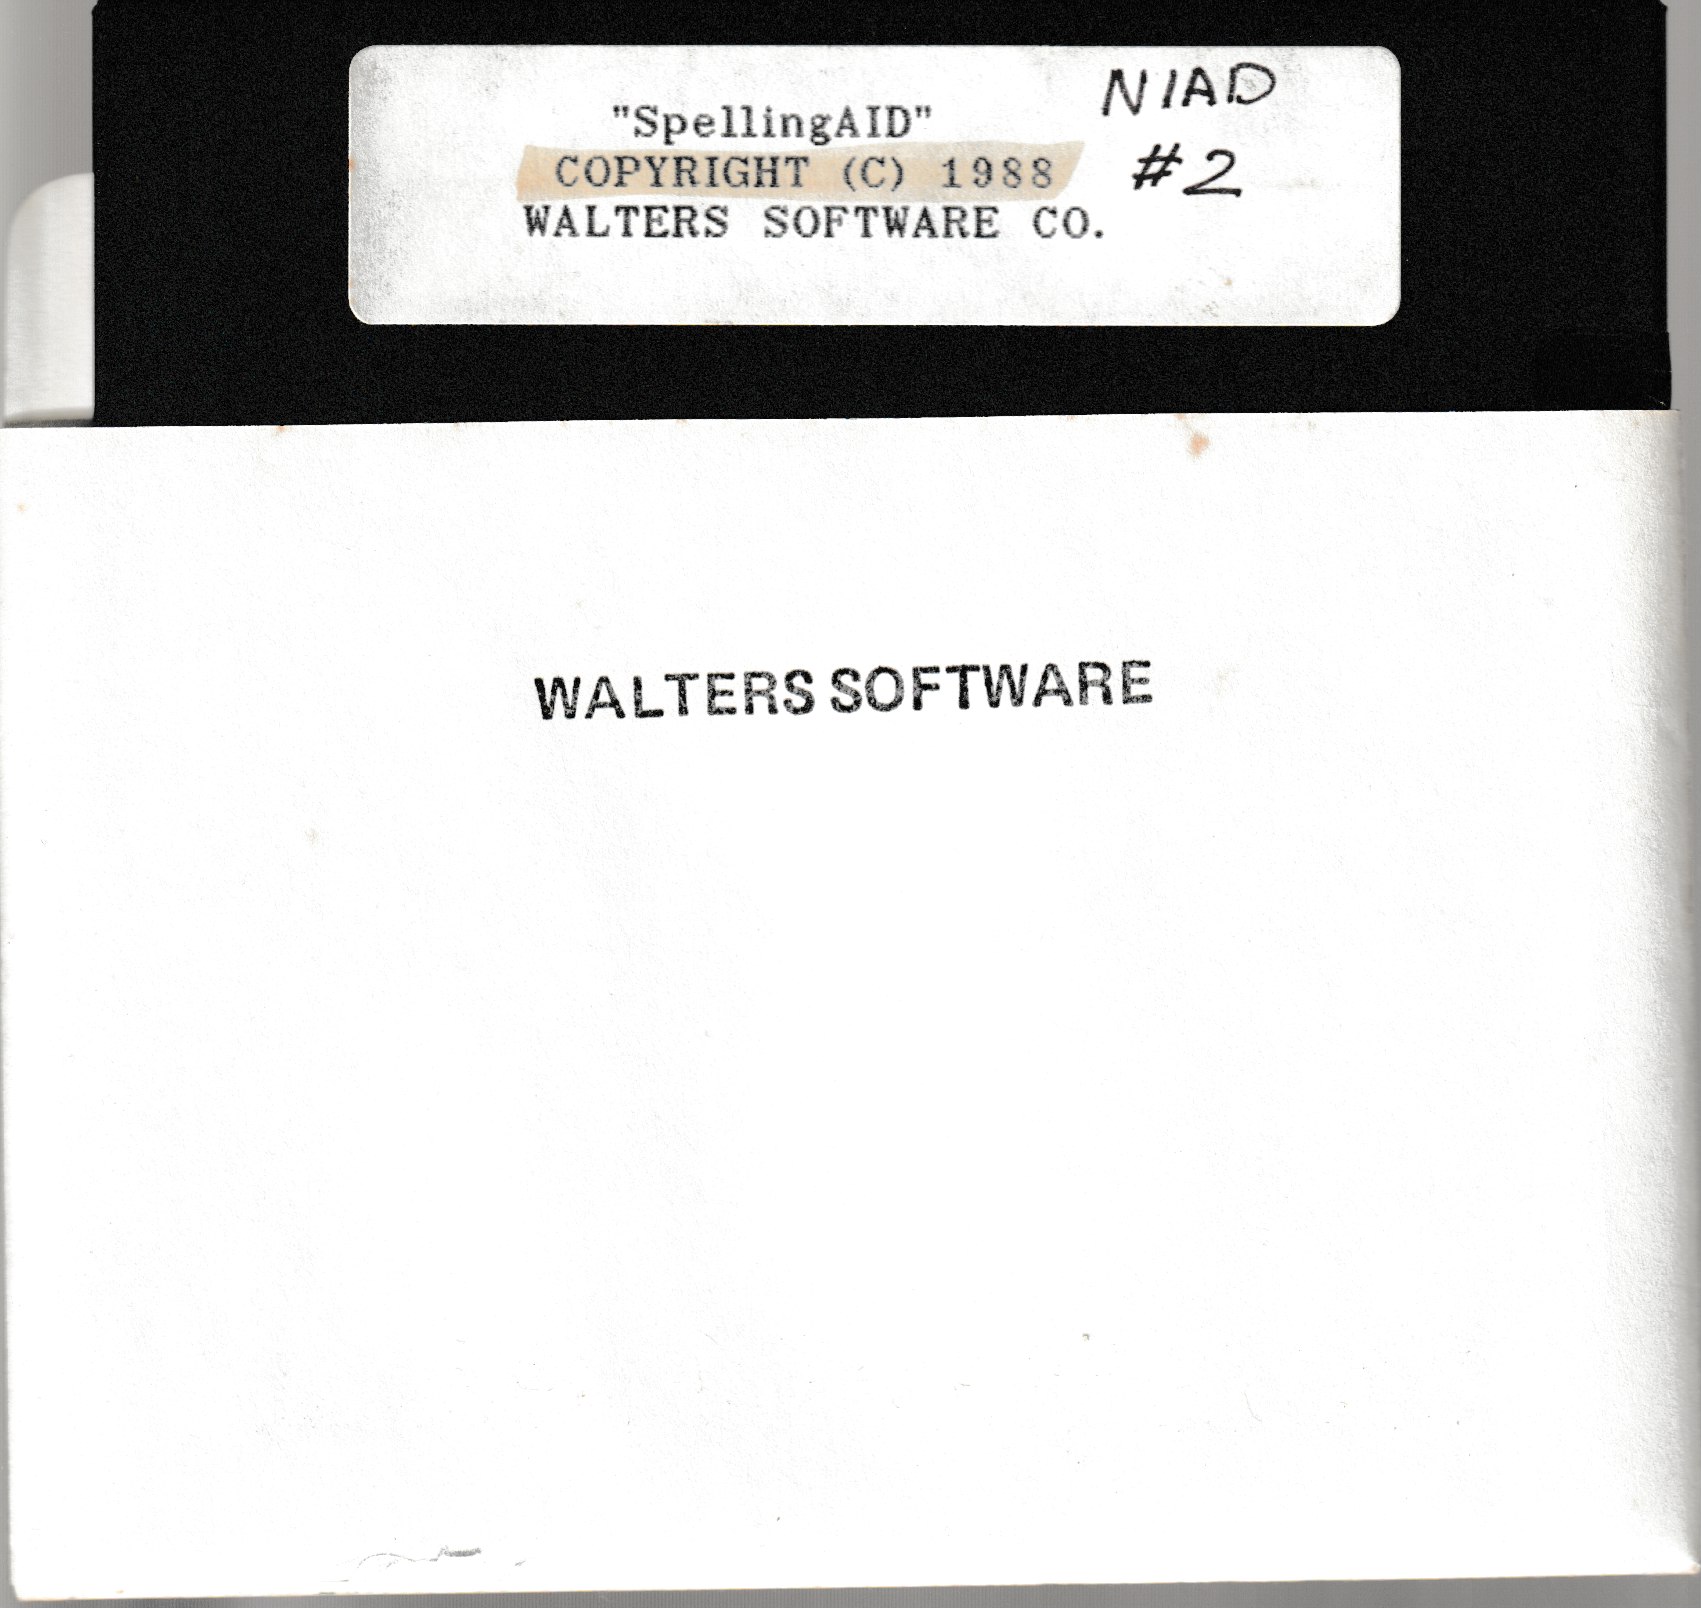 "SpellingAID"
COPYRIGHT (C) 1988
WALTERS SOFTWARE CO.
NIAD
#2
WALTERS SOFTWARE